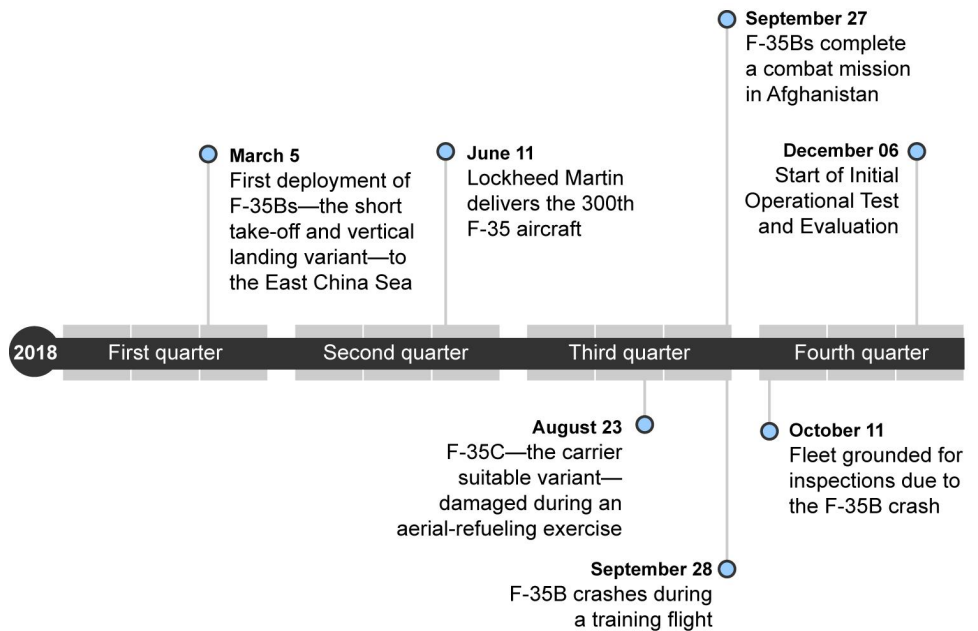 September 27
F-35Bs complete
a combat mission
in Afghanistan
March 5
First deployment of
F-35Bs—the short
take-off and vertical
landing variant—to
the East China Sea
June 11
Lockheed Martin
delivers the 300th
F-35 aircraft
December 06
Start of Initial
Operational Test
and Evaluation
2018
First quarter
Second quarter
Third quarter
Fourth quarter
August 23
F-35C—the carrier
suitable variant—
damaged during an
aerial-refueling exercise
October 11
Fleet grounded for
inspections due to
the F-35B crash
September 28
F-35B crashes during
a training flight